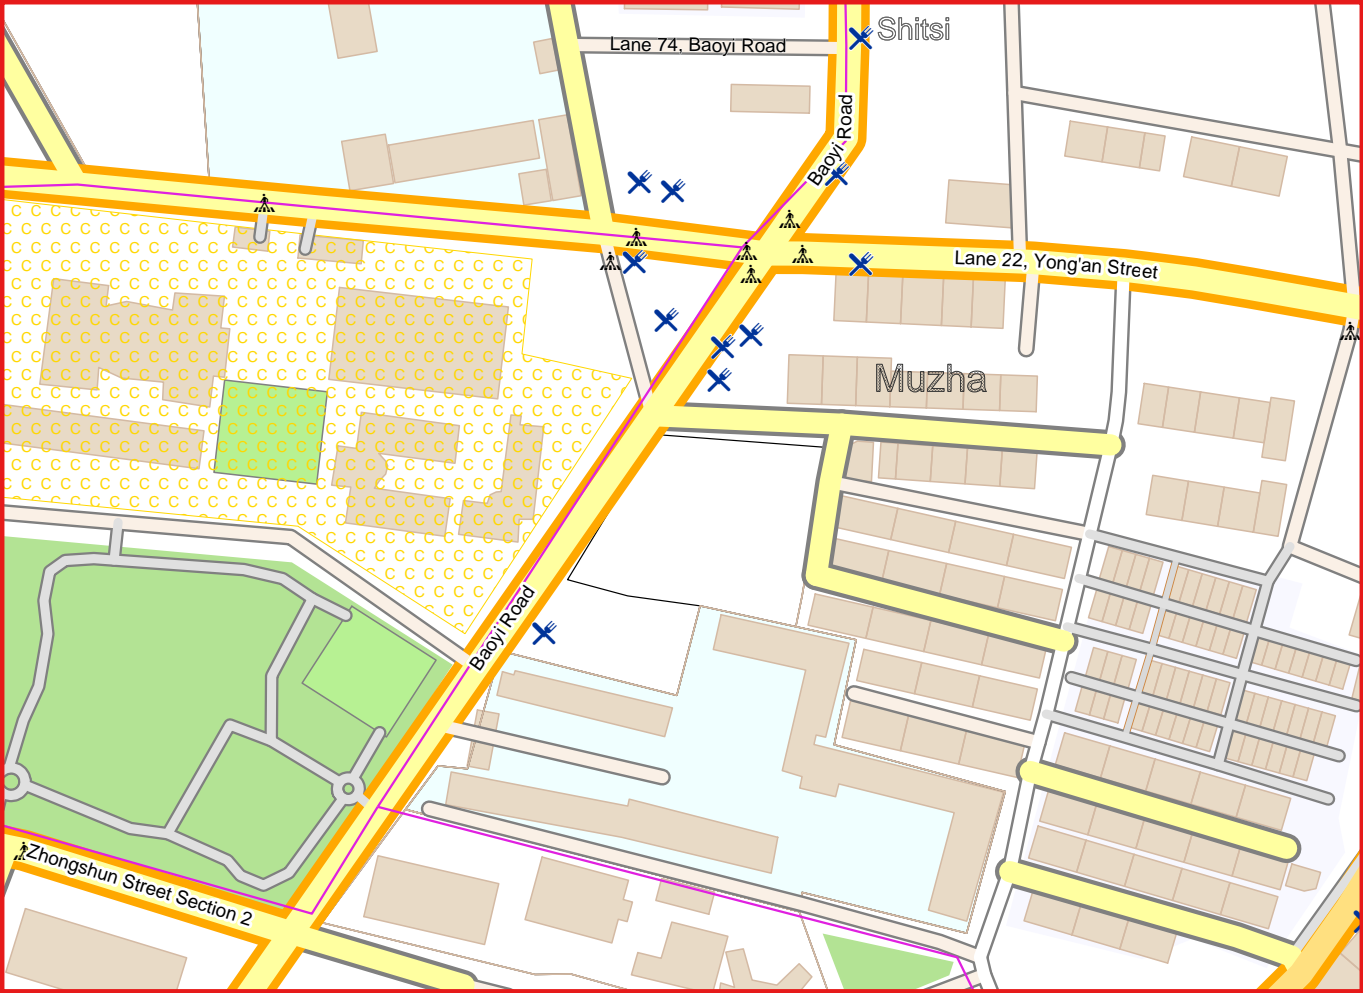 Shitsi
Lane 74, Baoyi Road
Baoyi Road
Lane 22, Yong'an Street
Muzha
Baoyi Road
Zhongshun Street Section 2